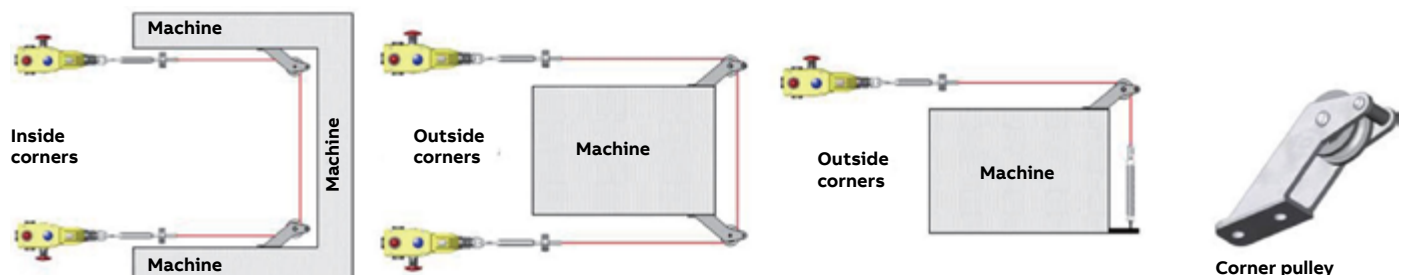 Machine
Inside
corners
Machine
Machine
Outside
corners
Machine
Outside
corners
Machine
Corner pulley